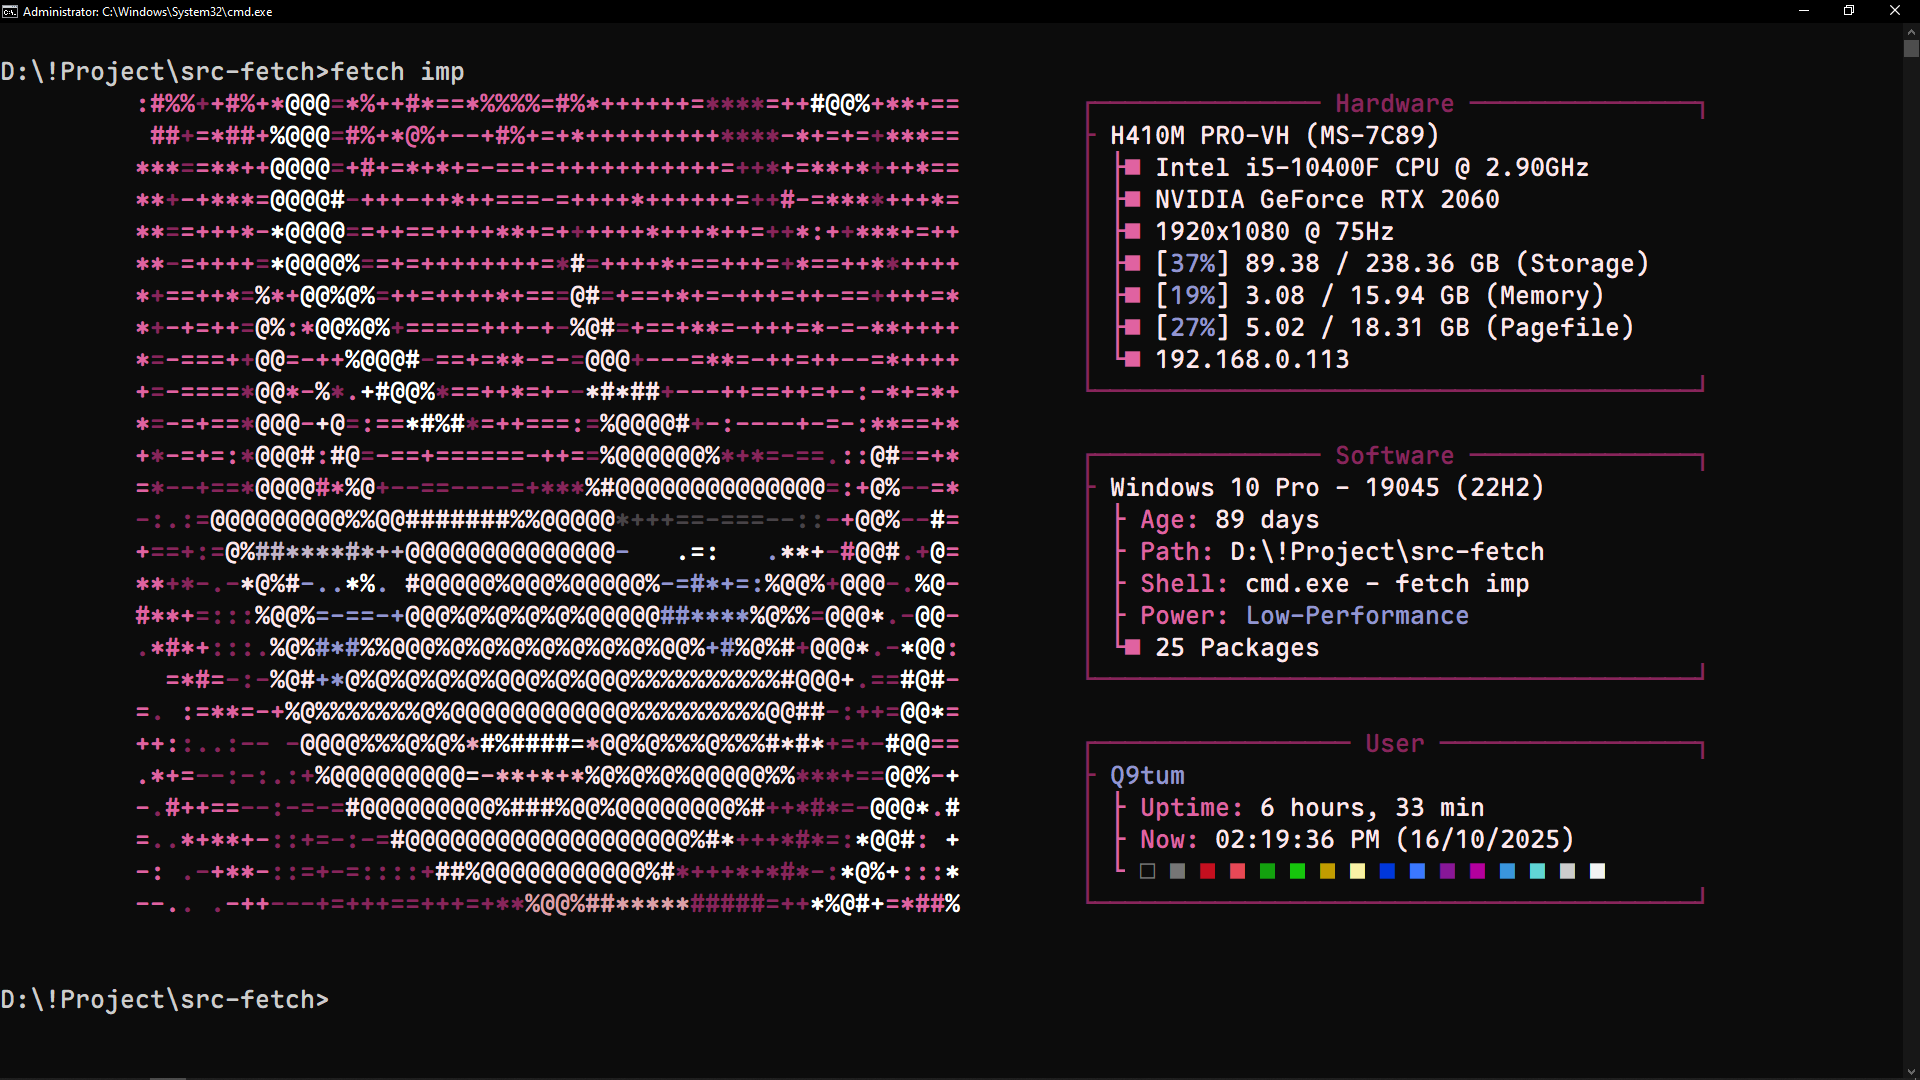 Administrator: C:\Windows\System32\cmd.exe
D:\!Project\src-fetch>fetch imp
Hardware
H410M PRO-VH (MS-7C89)
Intel i5-10400F CPU @ 2.90GHz
NVIDIA GeForce RTX 2060
1920x1080 @ 75Hz
[37%] 89.38 / 238.36 GB (Storage)
[19%] 3.08 / 15.94 GB (Memory)
[27%] 5.02 / 18.31 GB (Pagefile)
192.168.0.113
Software
Windows 10 Pro - 19045 (22H2)
Age: 89 days
Path: D:\!Project\src-fetch
Shell: cmd.exe - fetch imp
Power: Low-Performance
25 Packages
User
Q9tum
Uptime: 6 hours, 33 min
Now: 02:19:36 PM (16/10/2025)
D:\!Project\src-fetch>